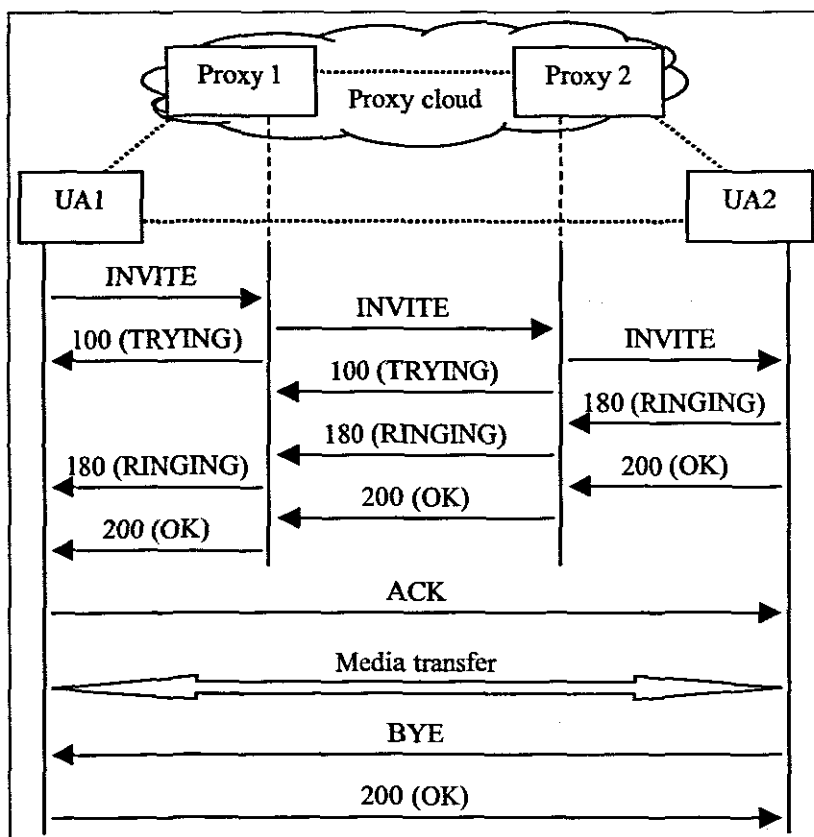 Proxy 1
Proxy 2
Proxy cloud
UA1
UA2
INVITE
INVITE
100 (TRYING)
INVITE
100 (TRYING)
180 (RINGING)
180 (RINGING)
180 (RINGING)
200 (OK)
200 (OK)
200 (OK)
ACK
Media transfer
BYE
200 (OK)